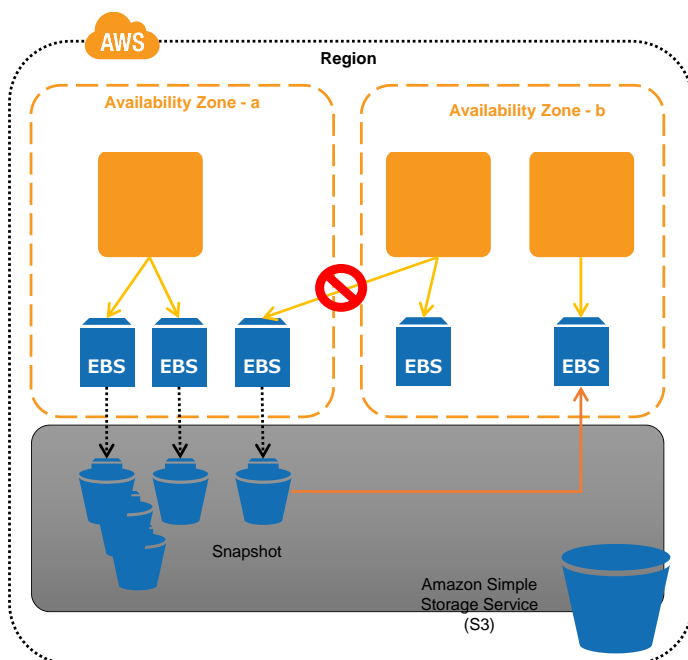 AWS
Region
Availability Zone - a
Availability Zone - b
EBS
EBS
EBS
EBS
EBS
Snapshot
Amazon Simple
Storage Service
(S3)